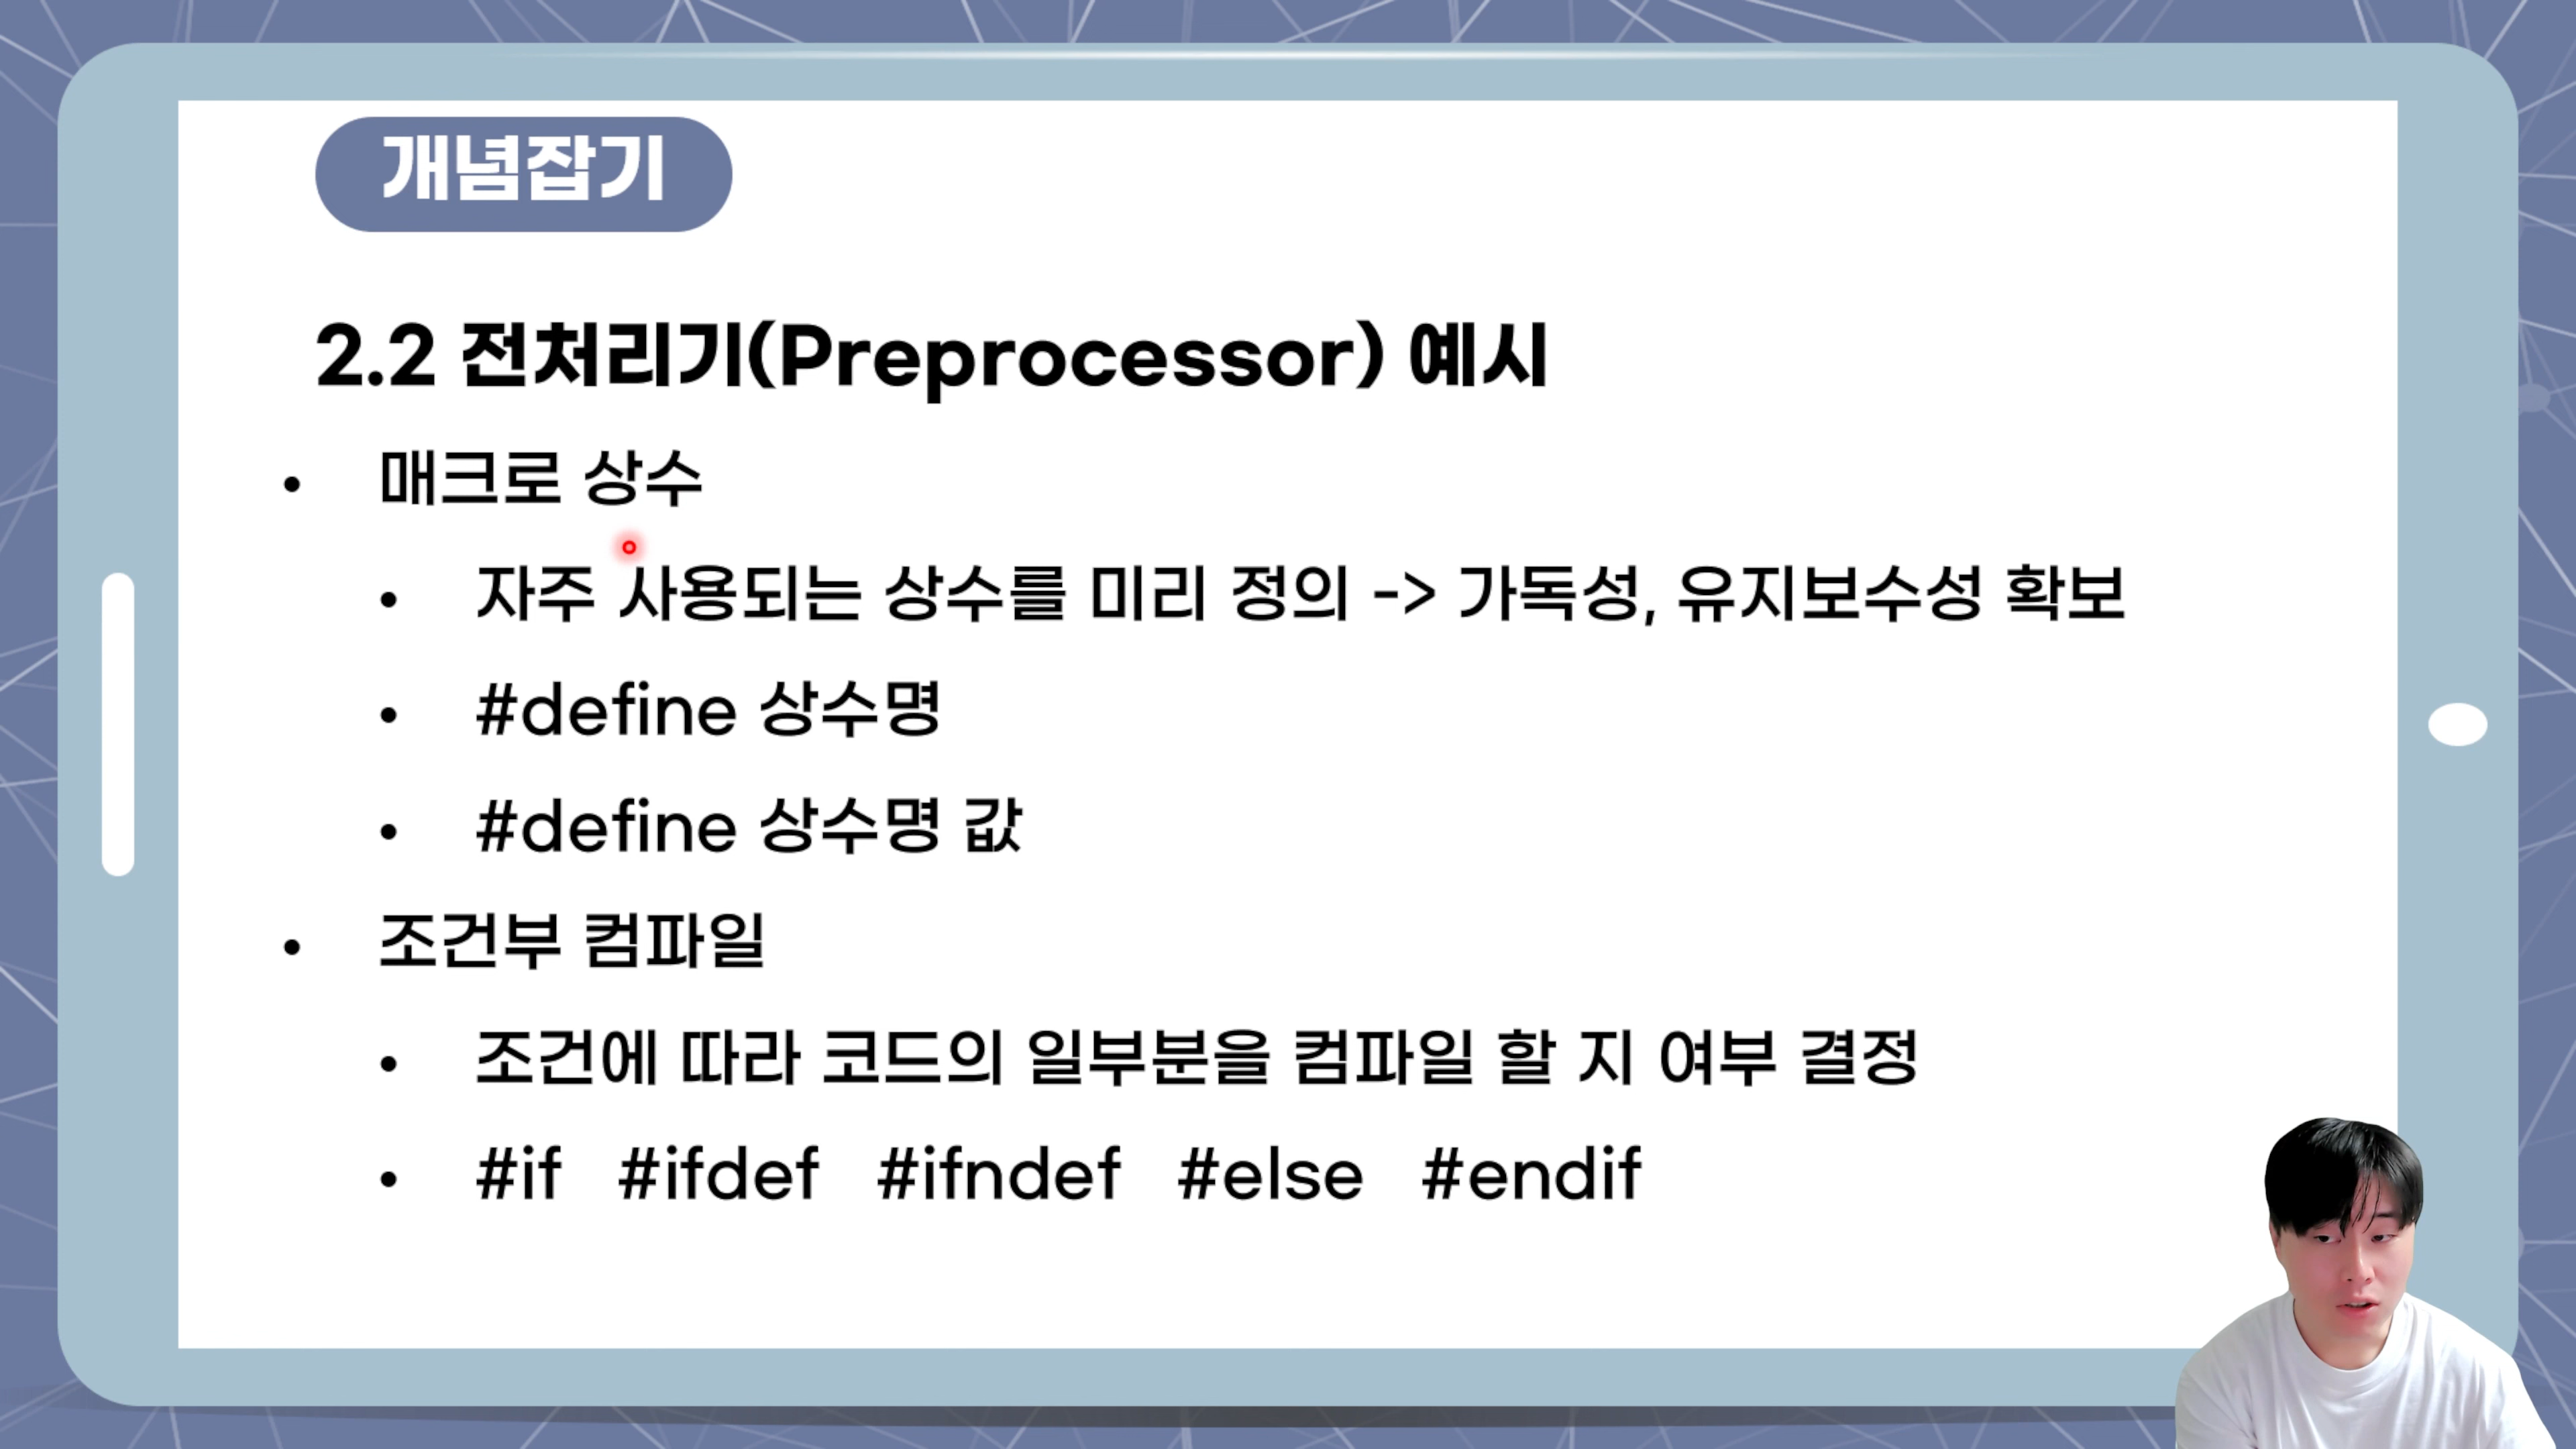 개념잡기
2.2 전처리기(Preprocessor) 예시
• 매크로 상수
• 자주 사용되는 상수를 미리 정의 -> 가독성, 유지보수성 확보
• #define 상수명
• #define 상수명 값
• 조건부 컴파일
• 조건에 따라 코드의 일부분을 컴파일 할 지 여부 결정
• #if #ifdef #ifndef #else #endif